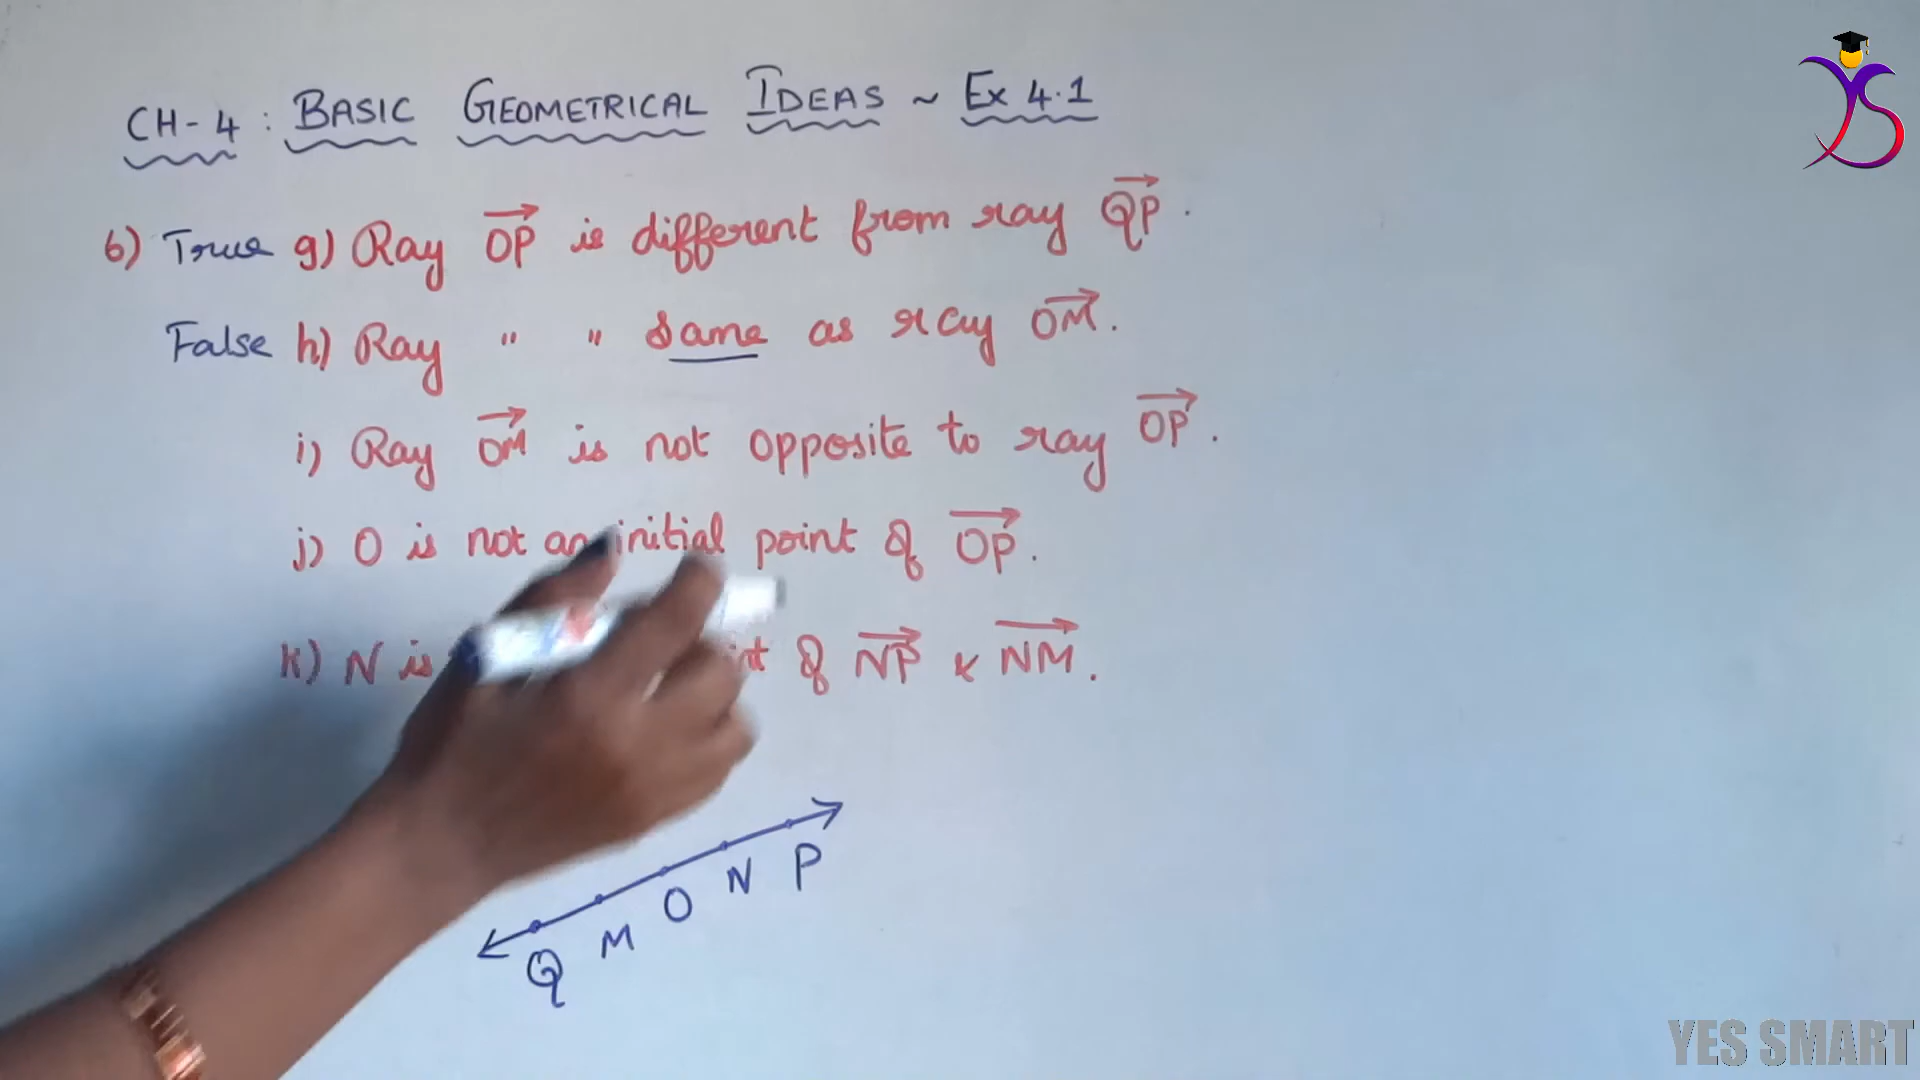 CH-4 : BASIC GEOMETRICAL IDEAS ~ Ex 4.1
6) True g) Ray OP is different from ray QP.
False h) Ray " " same as ray OM.
i) Ray OM is not opposite to ray OP.
j) O is not an initial point of OP.
k) N is of NP & NM.
Q M O N P
YES SMART